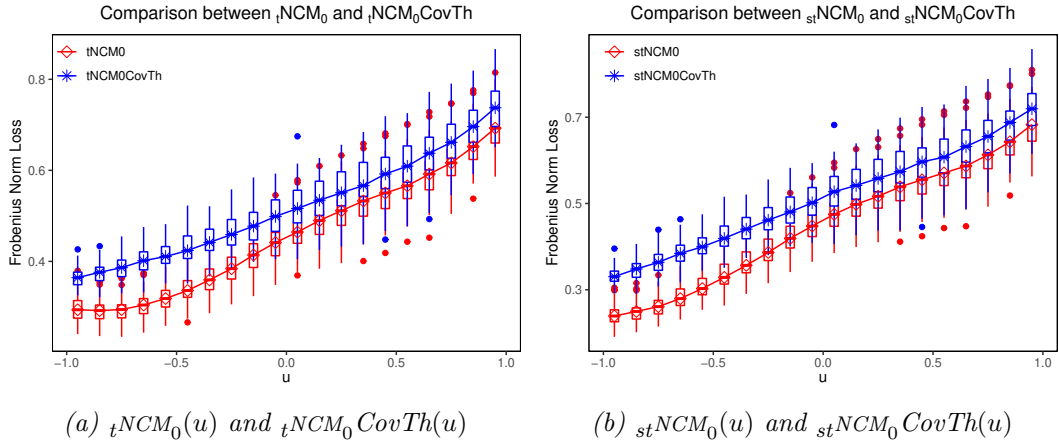 Comparison between tNCM0 and tNCM0CovTh
tNCM0
tNCM0CovTh
Frobenius Norm Loss
0.8
0.6
0.4
−1.0 −0.5 0.0 0.5 1.0
u
(a) tNCM0(u) and tNCM0CovTh(u)
Comparison between stNCM0 and stNCM0CovTh
stNCM0
stNCM0CovTh
Frobenius Norm Loss
0.7
0.5
0.3
−1.0 −0.5 0.0 0.5 1.0
u
(b) stNCM0(u) and stNCM0CovTh(u)